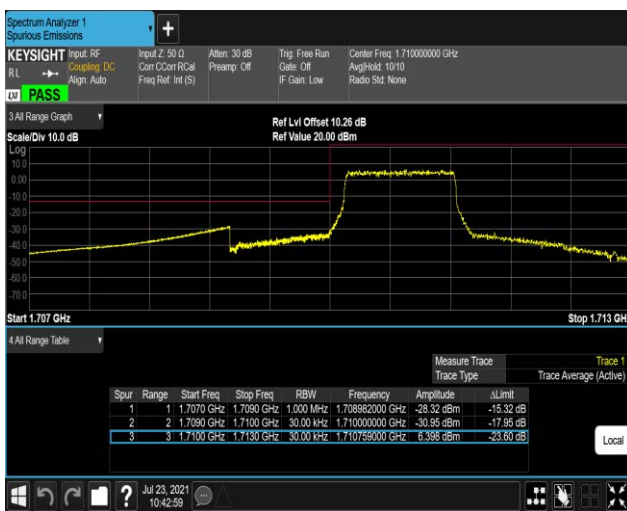 Spectrum Analyzer 1
Spurious Emissions
KEYSIGHT
RL
LXI
PASS
Input: RF
Coupling: DC
Align: Auto
Input Z: 50 Ω
Corr CCorr RCal
Freq Ref: Int (S)
Atten: 30 dB
Preamp: Off
Trig: Free Run
Gate: Off
IF Gain: Low
Center Freq: 1.710000000 GHz
Avg|Hold: 10/10
Radio Std: None
3 All Range Graph
Ref Lvl Offset 10.26 dB
Scale/Div 10.0 dB
Ref Value 20.00 dBm
Log
10.0
0.00
-10.0
-20.0
-30.0
-40.0
-50.0
-60.0
-70.0
Start 1.707 GHz
Stop 1.713 GH
4 All Range Table
Measure Trace Trace 1
Trace Type Trace Average (Active)
Spur Range Start Freq Stop Freq RBW Frequency Amplitude ΔLimit
1 1 1.7070 GHz 1.7090 GHz 1.000 MHz 1.708982000 GHz -28.32 dBm -15.32 dB
2 2 1.7090 GHz 1.7100 GHz 30.00 kHz 1.710000000 GHz -30.95 dBm -17.95 dB
3 3 1.7100 GHz 1.7130 GHz 30.00 kHz 1.710759000 GHz 6.398 dBm -23.60 dB
Local
?
Jul 23, 2021
10:42:59